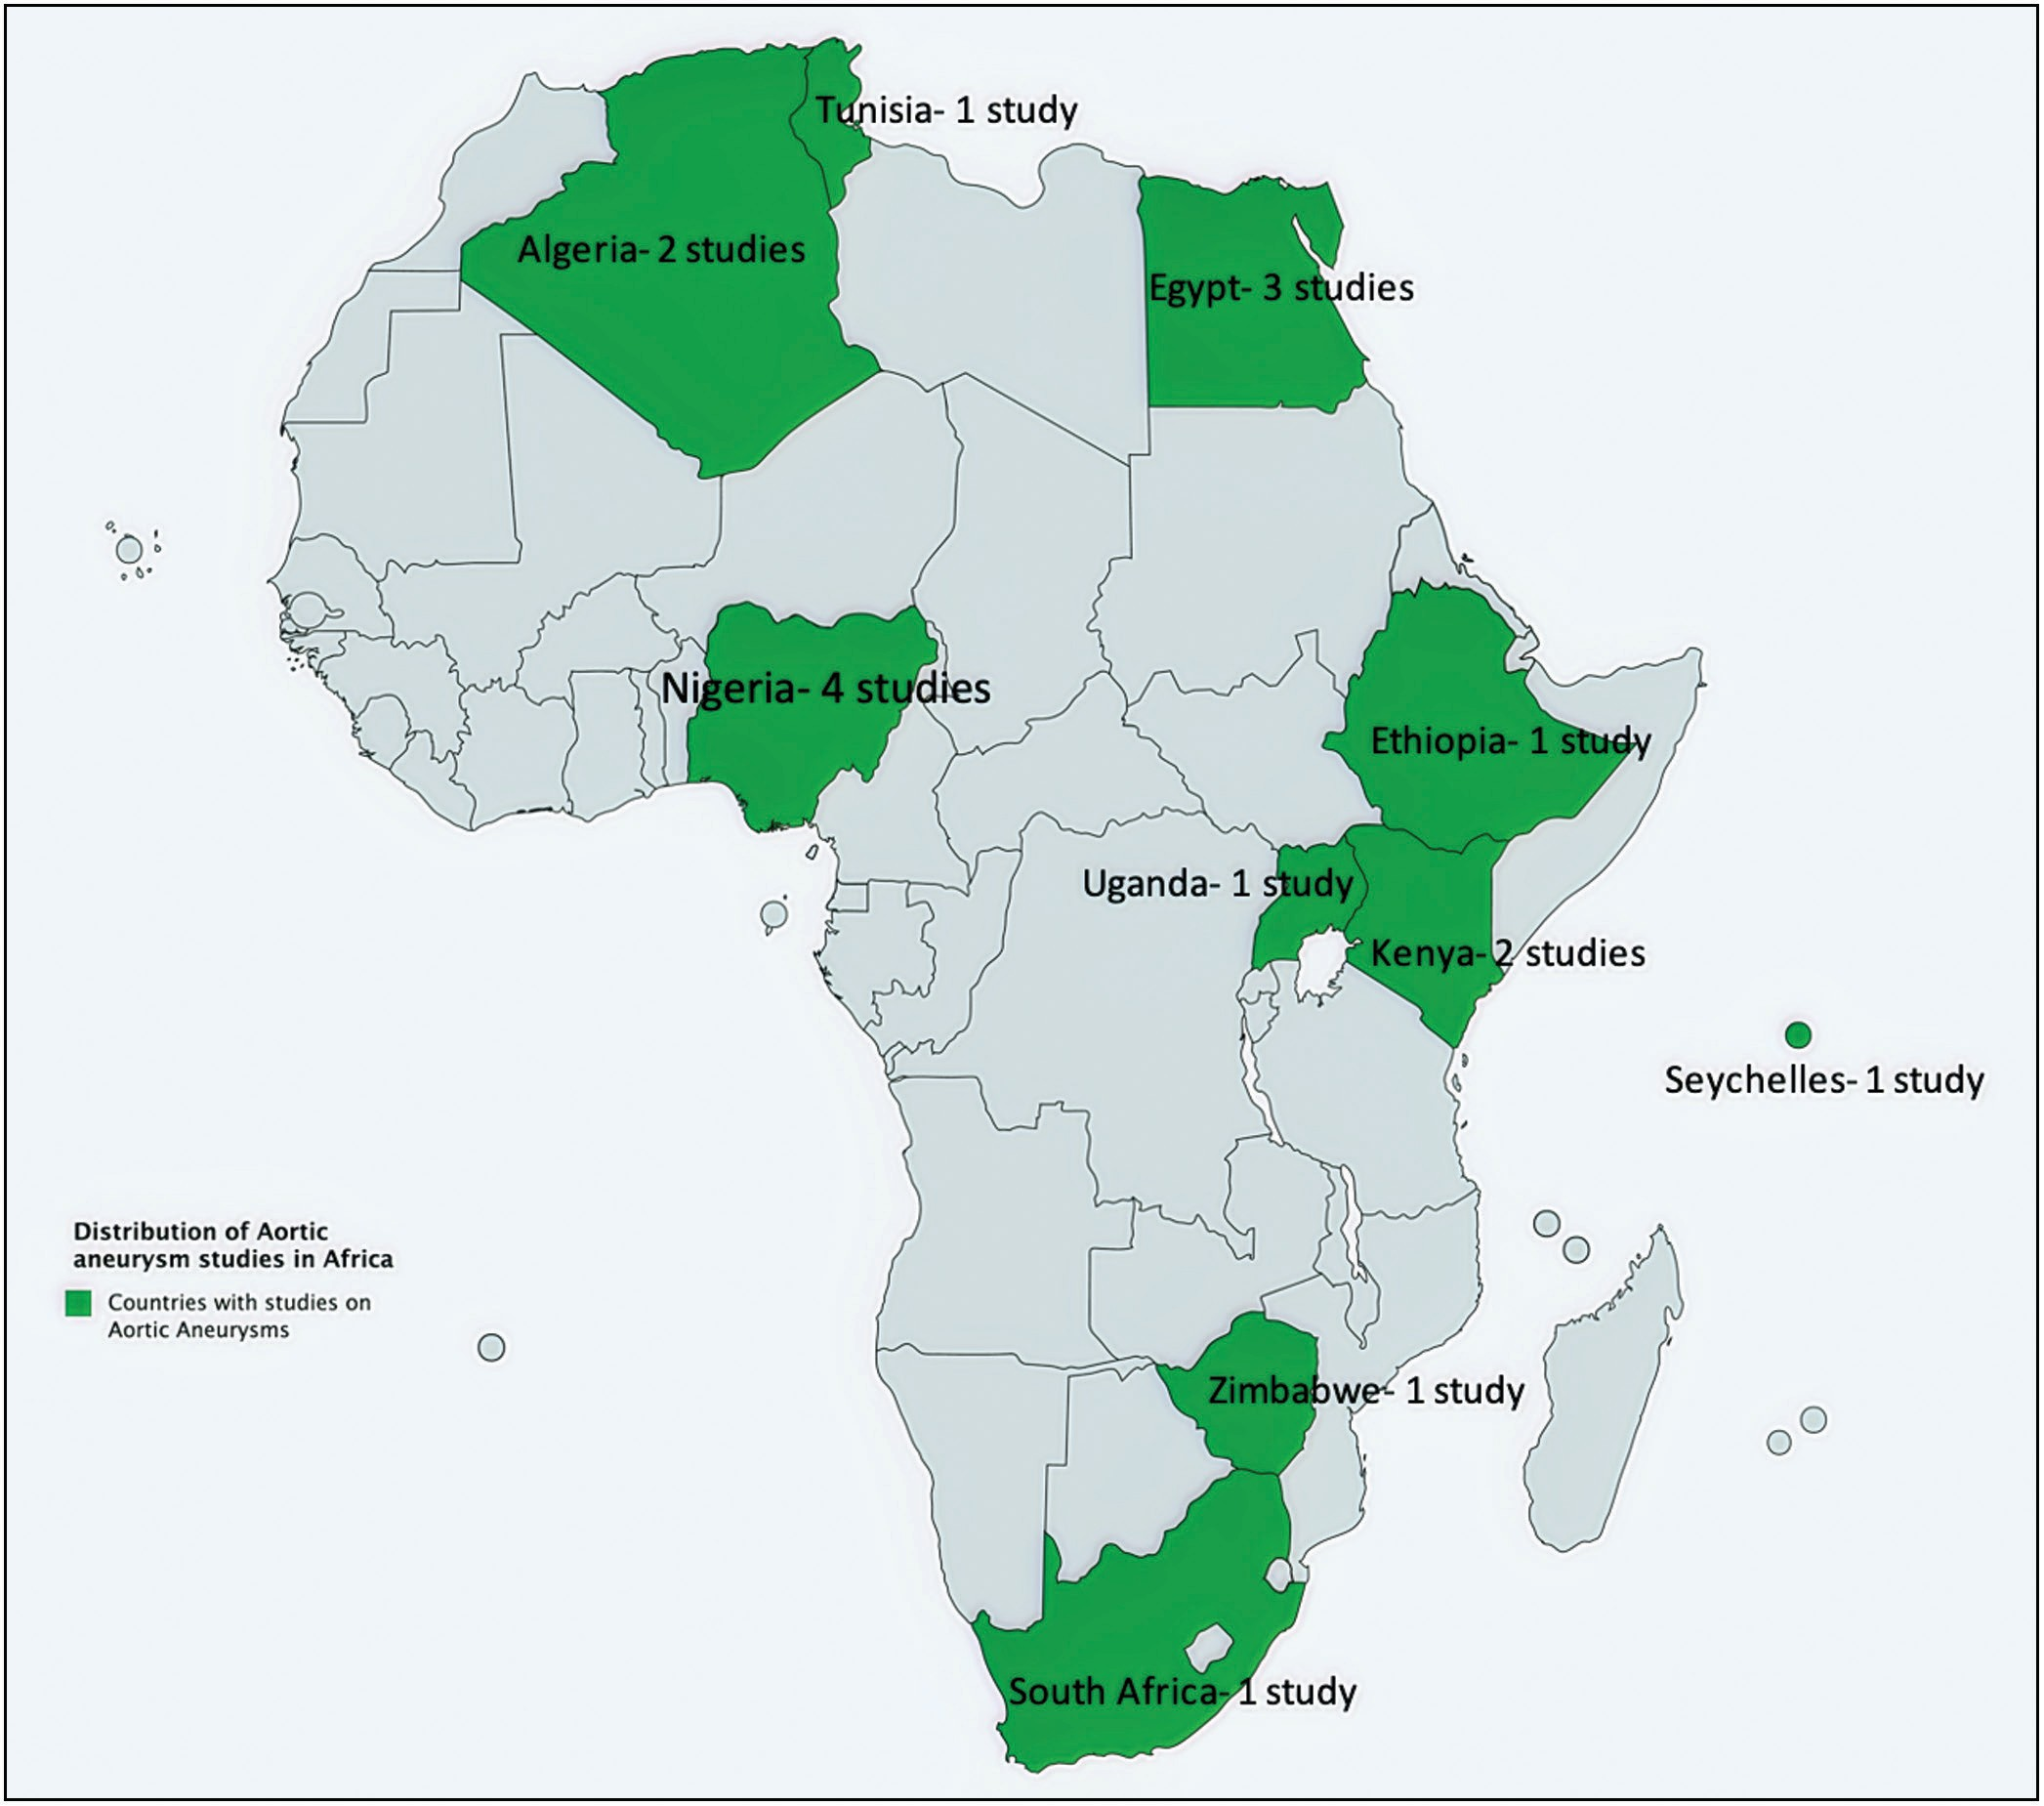 Tunisia- 1 study
Algeria- 2 studies
Egypt- 3 studies
Nigeria- 4 studies
Ethiopia- 1 study
Uganda- 1 study
Kenya- 2 studies
Seychelles- 1 study
Distribution of Aortic
aneurysm studies in Africa
Countries with studies on
Aortic Aneurysms
Zimbabwe- 1 study
South Africa- 1 study